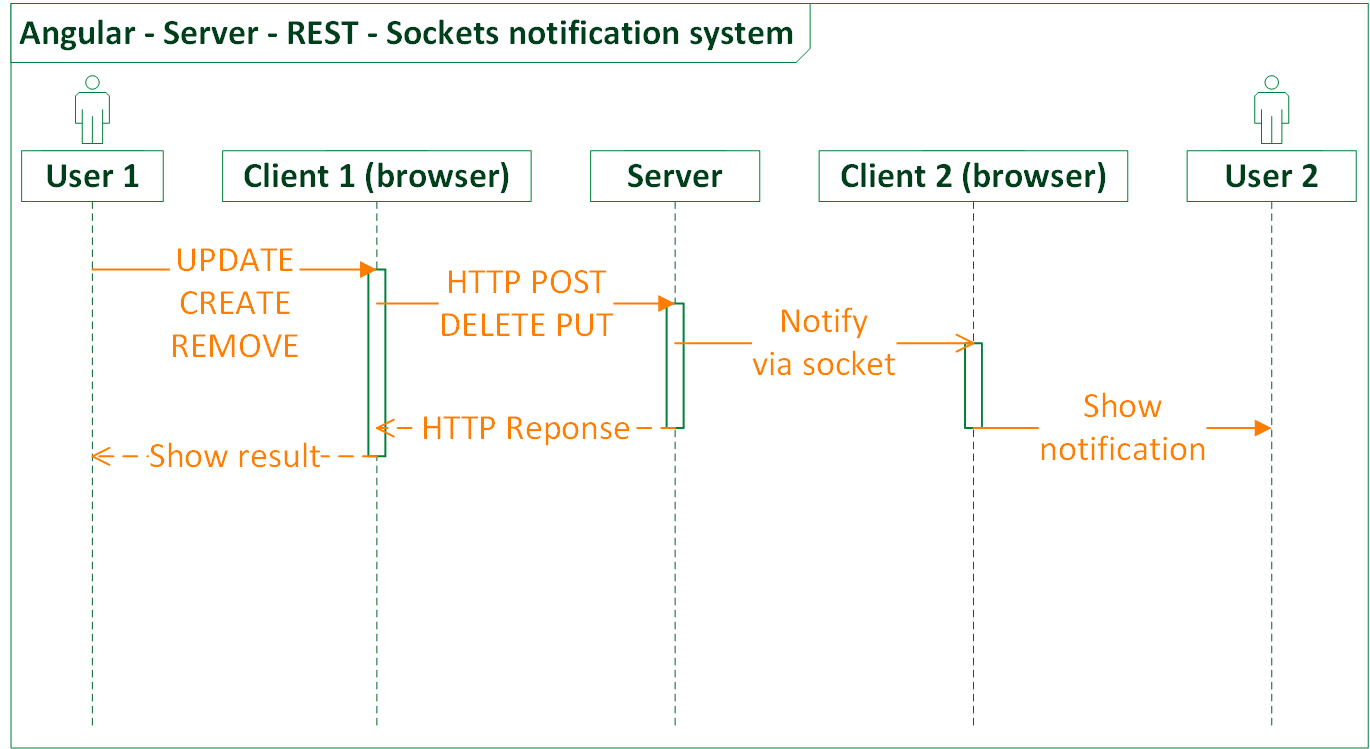 Angular - Server - REST - Sockets notification system
User 1
Client 1 (browser)
Server
Client 2 (browser)
User 2
UPDATE
CREATE
REMOVE
HTTP POST
DELETE PUT
Notify
via socket
HTTP Reponse
Show
notification
Show result